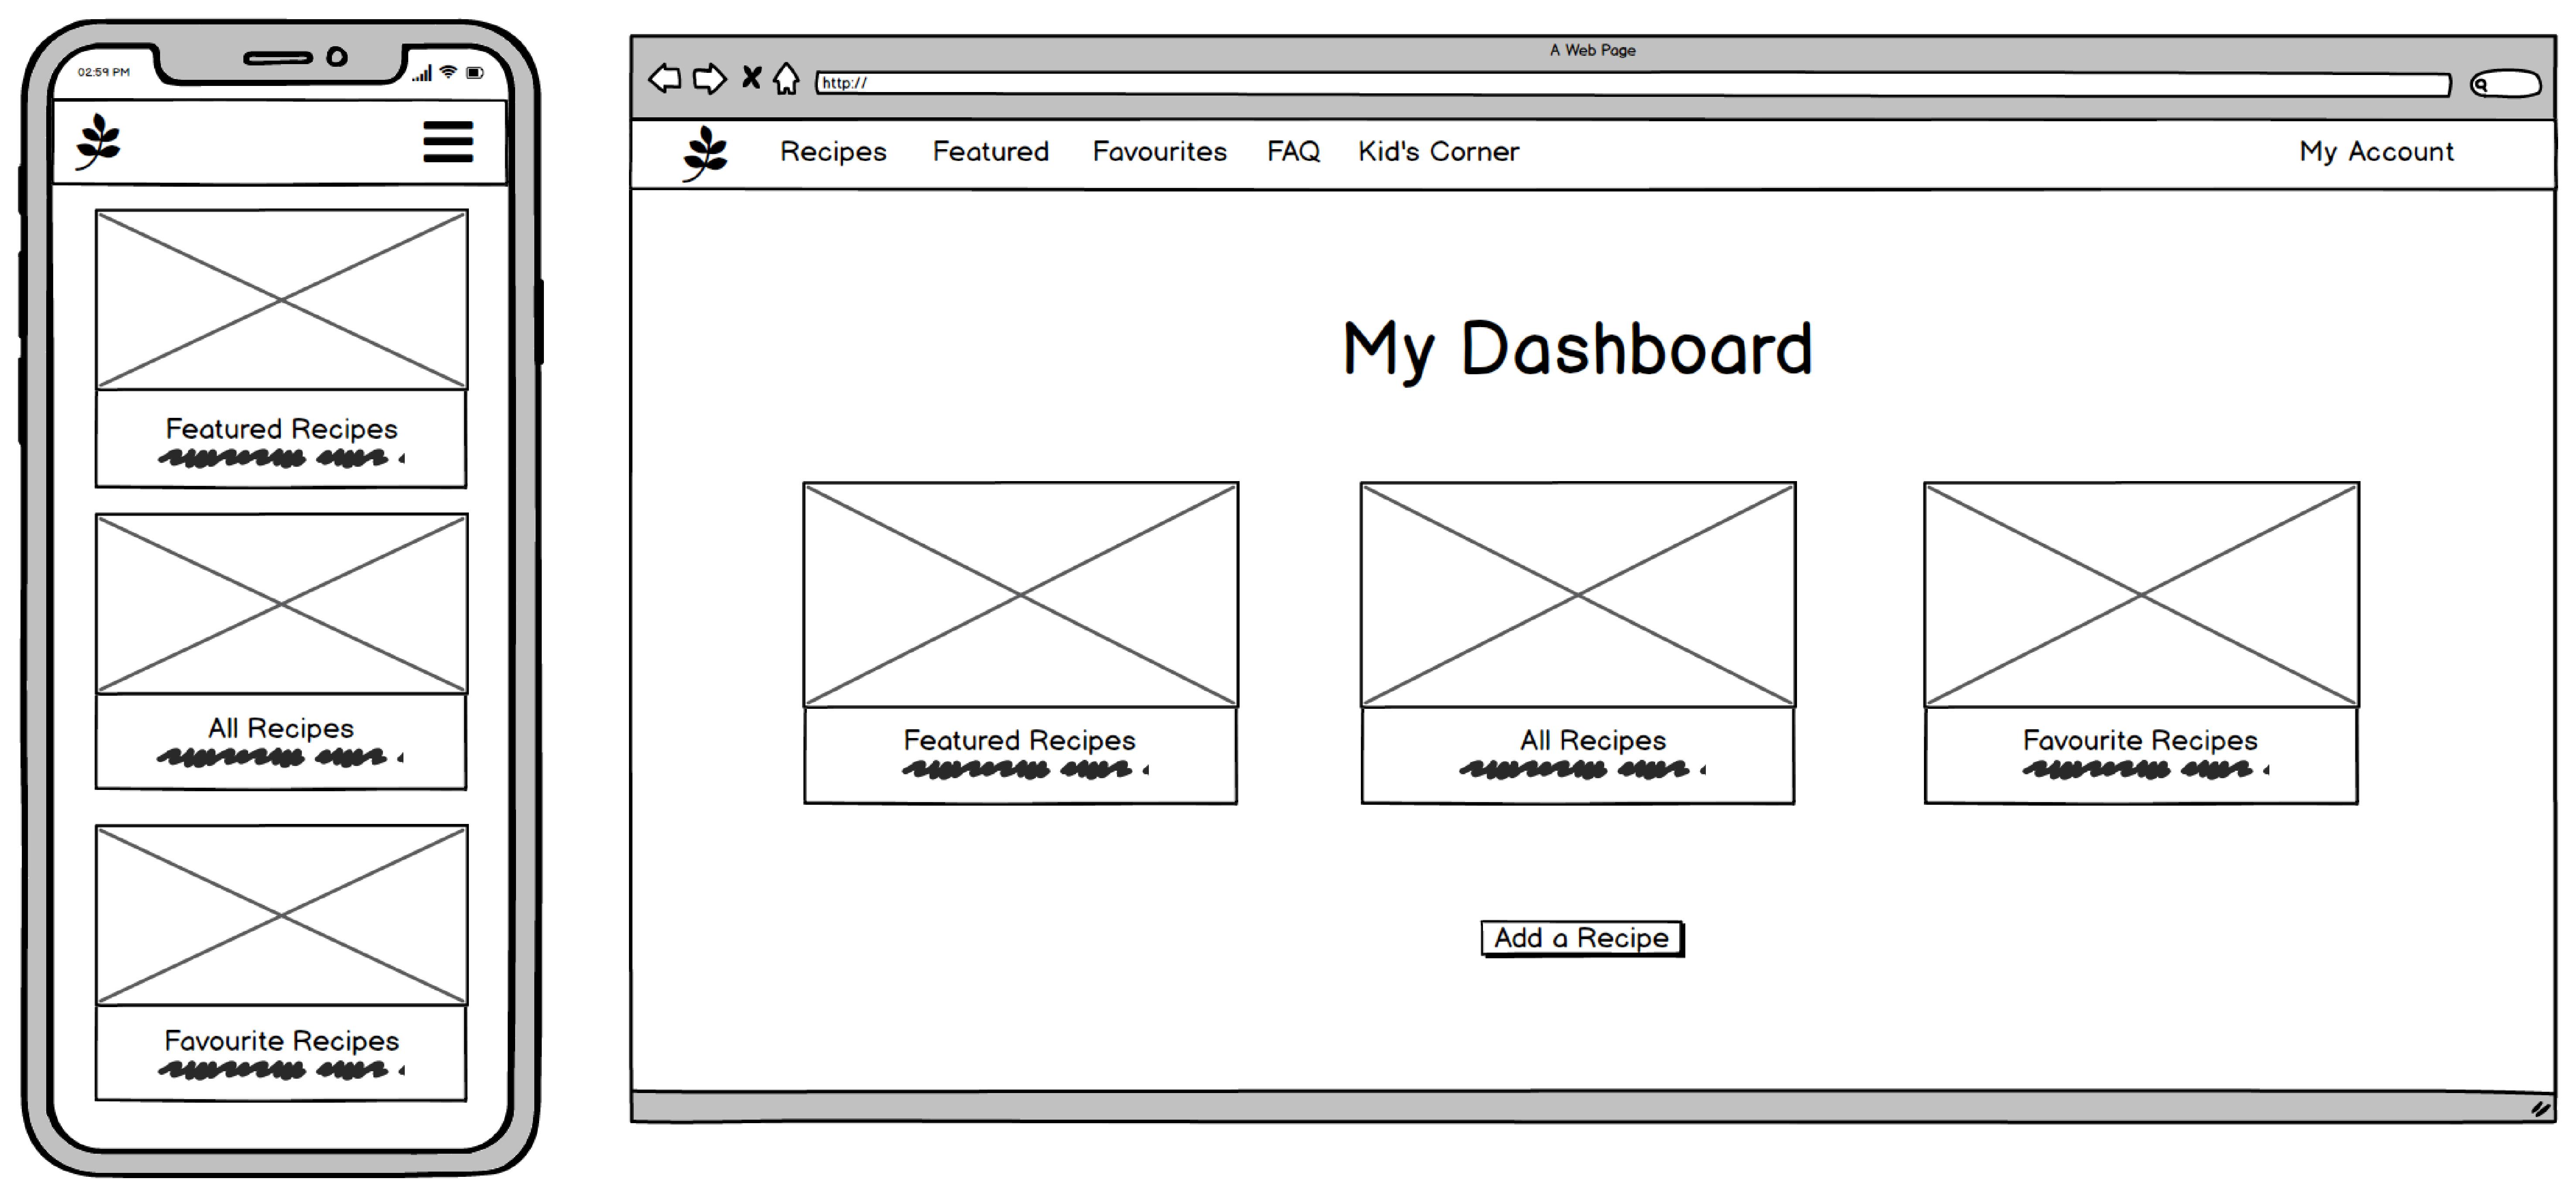 02:59 PM
Featured Recipes
All Recipes
Favourite Recipes
A Web Page
http://
Recipes Featured Favourites FAQ Kid's Corner My Account
My Dashboard
Featured Recipes
All Recipes
Favourite Recipes
Add a Recipe